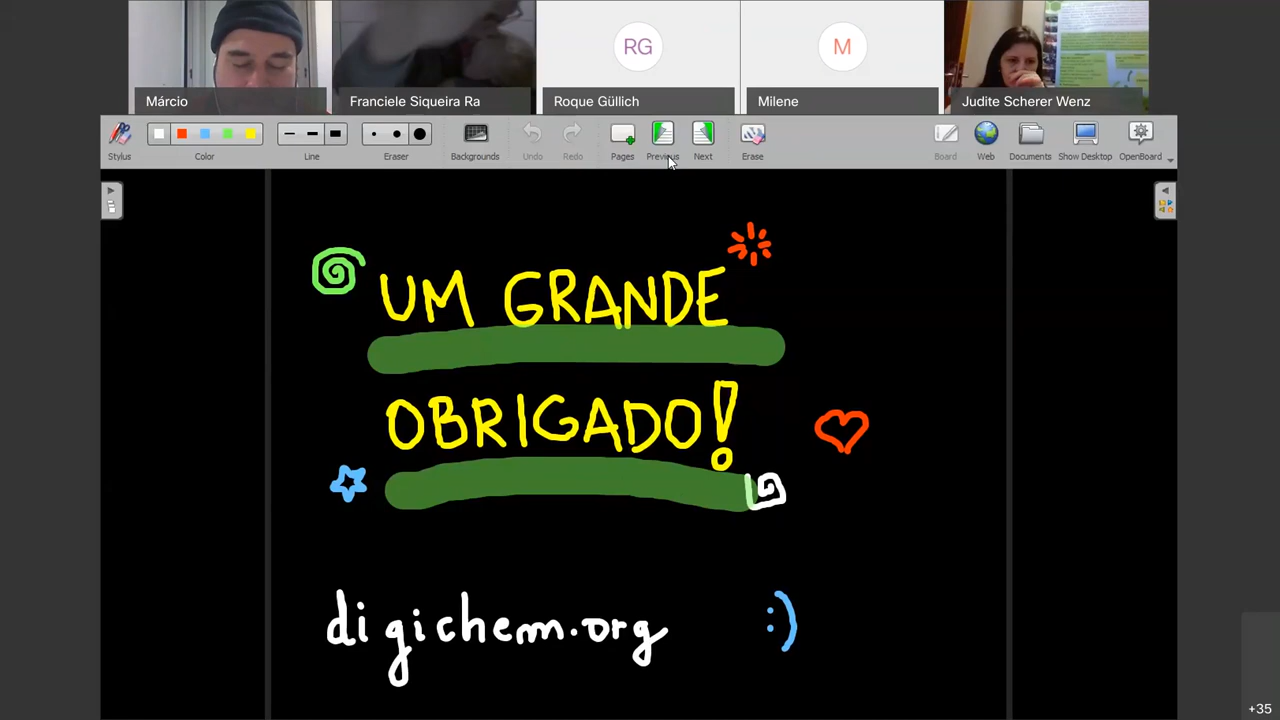 RG
M
Márcio
Franciele Siqueira Ra
Roque Güllich
Milene
Judite Scherer Wenz
Stylus
Color
Line
Eraser
Backgrounds
Undo
Redo
Pages
Previous
Next
Erase
Board
Web
Documents
Show Desktop
OpenBoard
UM GRANDE
OBRIGADO!
digichem.org :)
+35